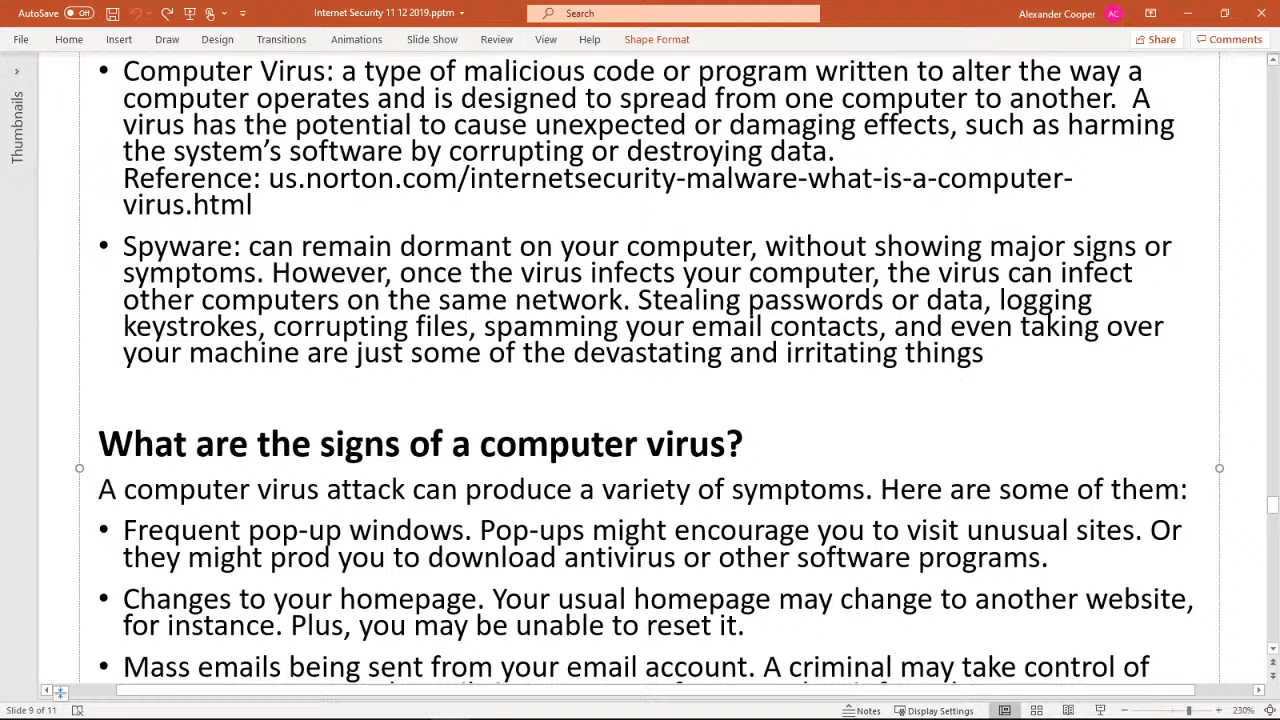 AutoSave Off Internet Security 11 12 2019.pptm Search Alexander Cooper AC
File Home Insert Draw Design Transitions Animations Slide Show Review View Help Shape Format Share Comments
Thumbnails
• Computer Virus: a type of malicious code or program written to alter the way a
computer operates and is designed to spread from one computer to another.  A
virus has the potential to cause unexpected or damaging effects, such as harming
the system’s software by corrupting or destroying data.
Reference: us.norton.com/internetsecurity-malware-what-is-a-computer-
virus.html
• Spyware: can remain dormant on your computer, without showing major signs or
symptoms. However, once the virus infects your computer, the virus can infect
other computers on the same network. Stealing passwords or data, logging
keystrokes, corrupting files, spamming your email contacts, and even taking over
your machine are just some of the devastating and irritating things
What are the signs of a computer virus?
A computer virus attack can produce a variety of symptoms. Here are some of them:
• Frequent pop-up windows. Pop-ups might encourage you to visit unusual sites. Or
they might prod you to download antivirus or other software programs.
• Changes to your homepage. Your usual homepage may change to another website,
for instance. Plus, you may be unable to reset it.
• Mass emails being sent from your email account. A criminal may take control of
Slide 9 of 11 Notes Display Settings 230%